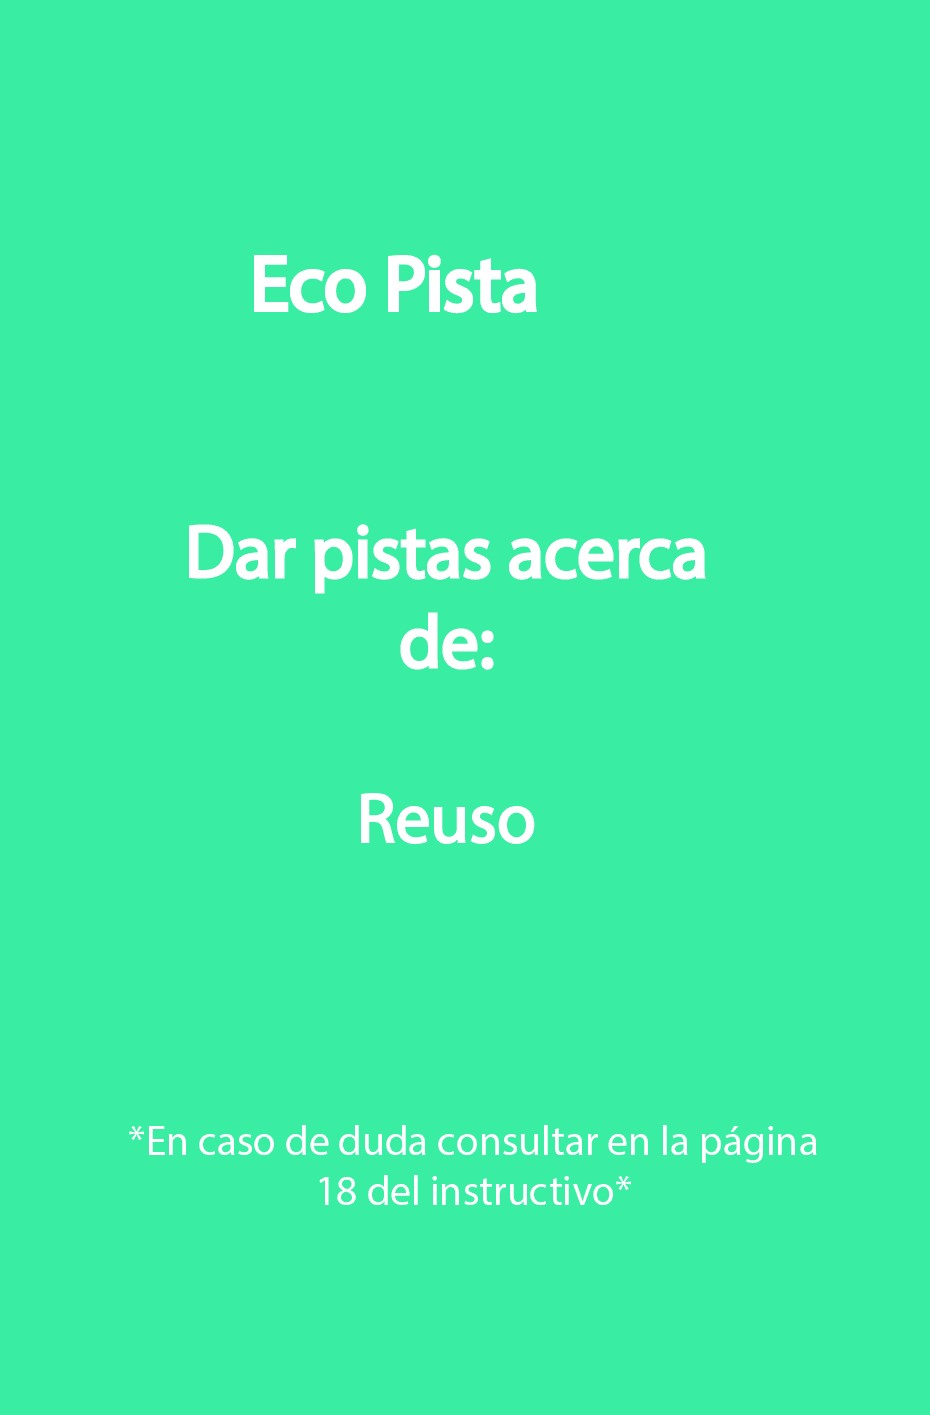 Eco Pista
Dar pistas acerca
de:
Reuso
*En caso de duda consultar en la página
18 del instructivo*